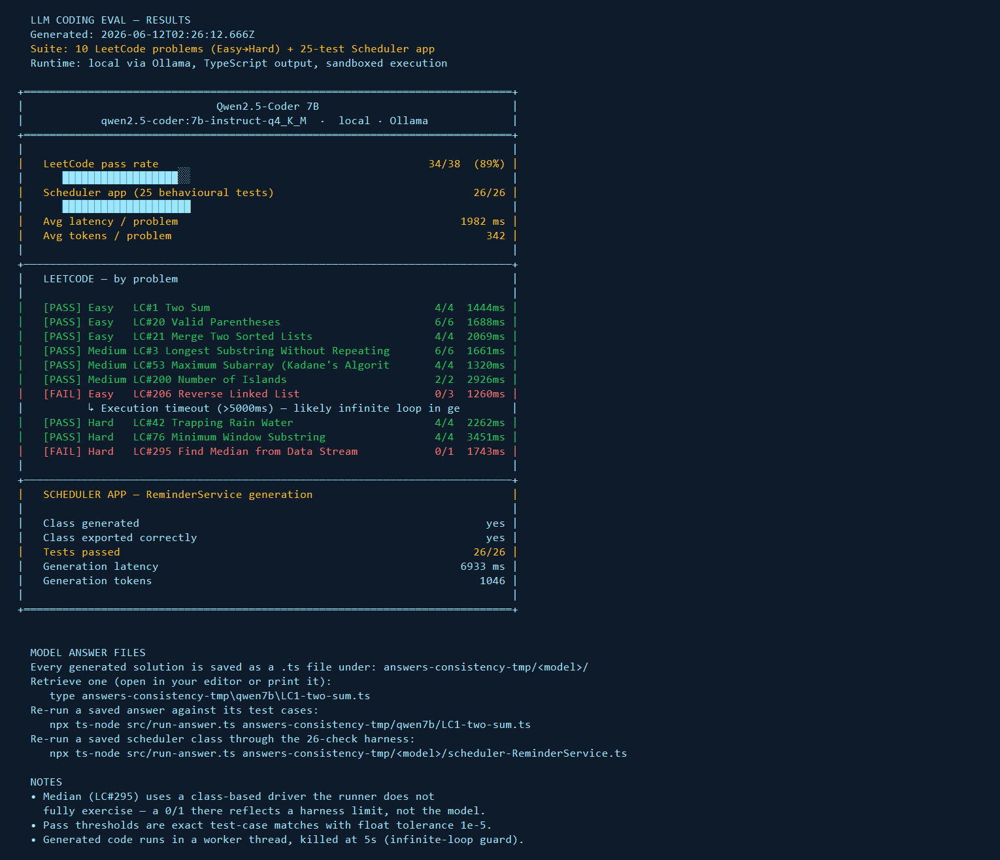 LLM CODING EVAL — RESULTS
Generated: 2026-06-12T02:26:12.666Z
Suite: 10 LeetCode problems (Easy→Hard) + 25-test Scheduler app
Runtime: local via Ollama, TypeScript output, sandboxed execution
Qwen2.5-Coder 7B
qwen2.5-coder:7b-instruct-q4_K_M · local · Ollama
LeetCode pass rate 34/38 (89%)
Scheduler app (25 behavioural tests) 26/26
Avg latency / problem 1982 ms
Avg tokens / problem 342
LEETCODE — by problem
[PASS] Easy LC#1 Two Sum 4/4 1444ms
[PASS] Easy LC#20 Valid Parentheses 6/6 1688ms
[PASS] Easy LC#21 Merge Two Sorted Lists 4/4 2069ms
[PASS] Medium LC#3 Longest Substring Without Repeating 6/6 1661ms
[PASS] Medium LC#53 Maximum Subarray (Kadane's Algorit 4/4 1320ms
[PASS] Medium LC#200 Number of Islands 2/2 2926ms
[FAIL] Easy LC#206 Reverse Linked List 0/3 1260ms
↳ Execution timeout (>5000ms) — likely infinite loop in ge
[PASS] Hard LC#42 Trapping Rain Water 4/4 2262ms
[PASS] Hard LC#76 Minimum Window Substring 4/4 3451ms
[FAIL] Hard LC#295 Find Median from Data Stream 0/1 1743ms
SCHEDULER APP — ReminderService generation
Class generated yes
Class exported correctly yes
Tests passed 26/26
Generation latency 6933 ms
Generation tokens 1046
MODEL ANSWER FILES
Every generated solution is saved as a .ts file under: answers-consistency-tmp/<model>/
Retrieve one (open in your editor or print it):
type answers-consistency-tmp\qwen7b\LC1-two-sum.ts
Re-run a saved answer against its test cases:
npx ts-node src/run-answer.ts answers-consistency-tmp/qwen7b/LC1-two-sum.ts
Re-run a saved scheduler class through the 26-check harness:
npx ts-node src/run-answer.ts answers-consistency-tmp/<model>/scheduler-ReminderService.ts
NOTES
• Median (LC#295) uses a class-based driver the runner does not
fully exercise — a 0/1 there reflects a harness limit, not the model.
• Pass thresholds are exact test-case matches with float tolerance 1e-5.
• Generated code runs in a worker thread, killed at 5s (infinite-loop guard).